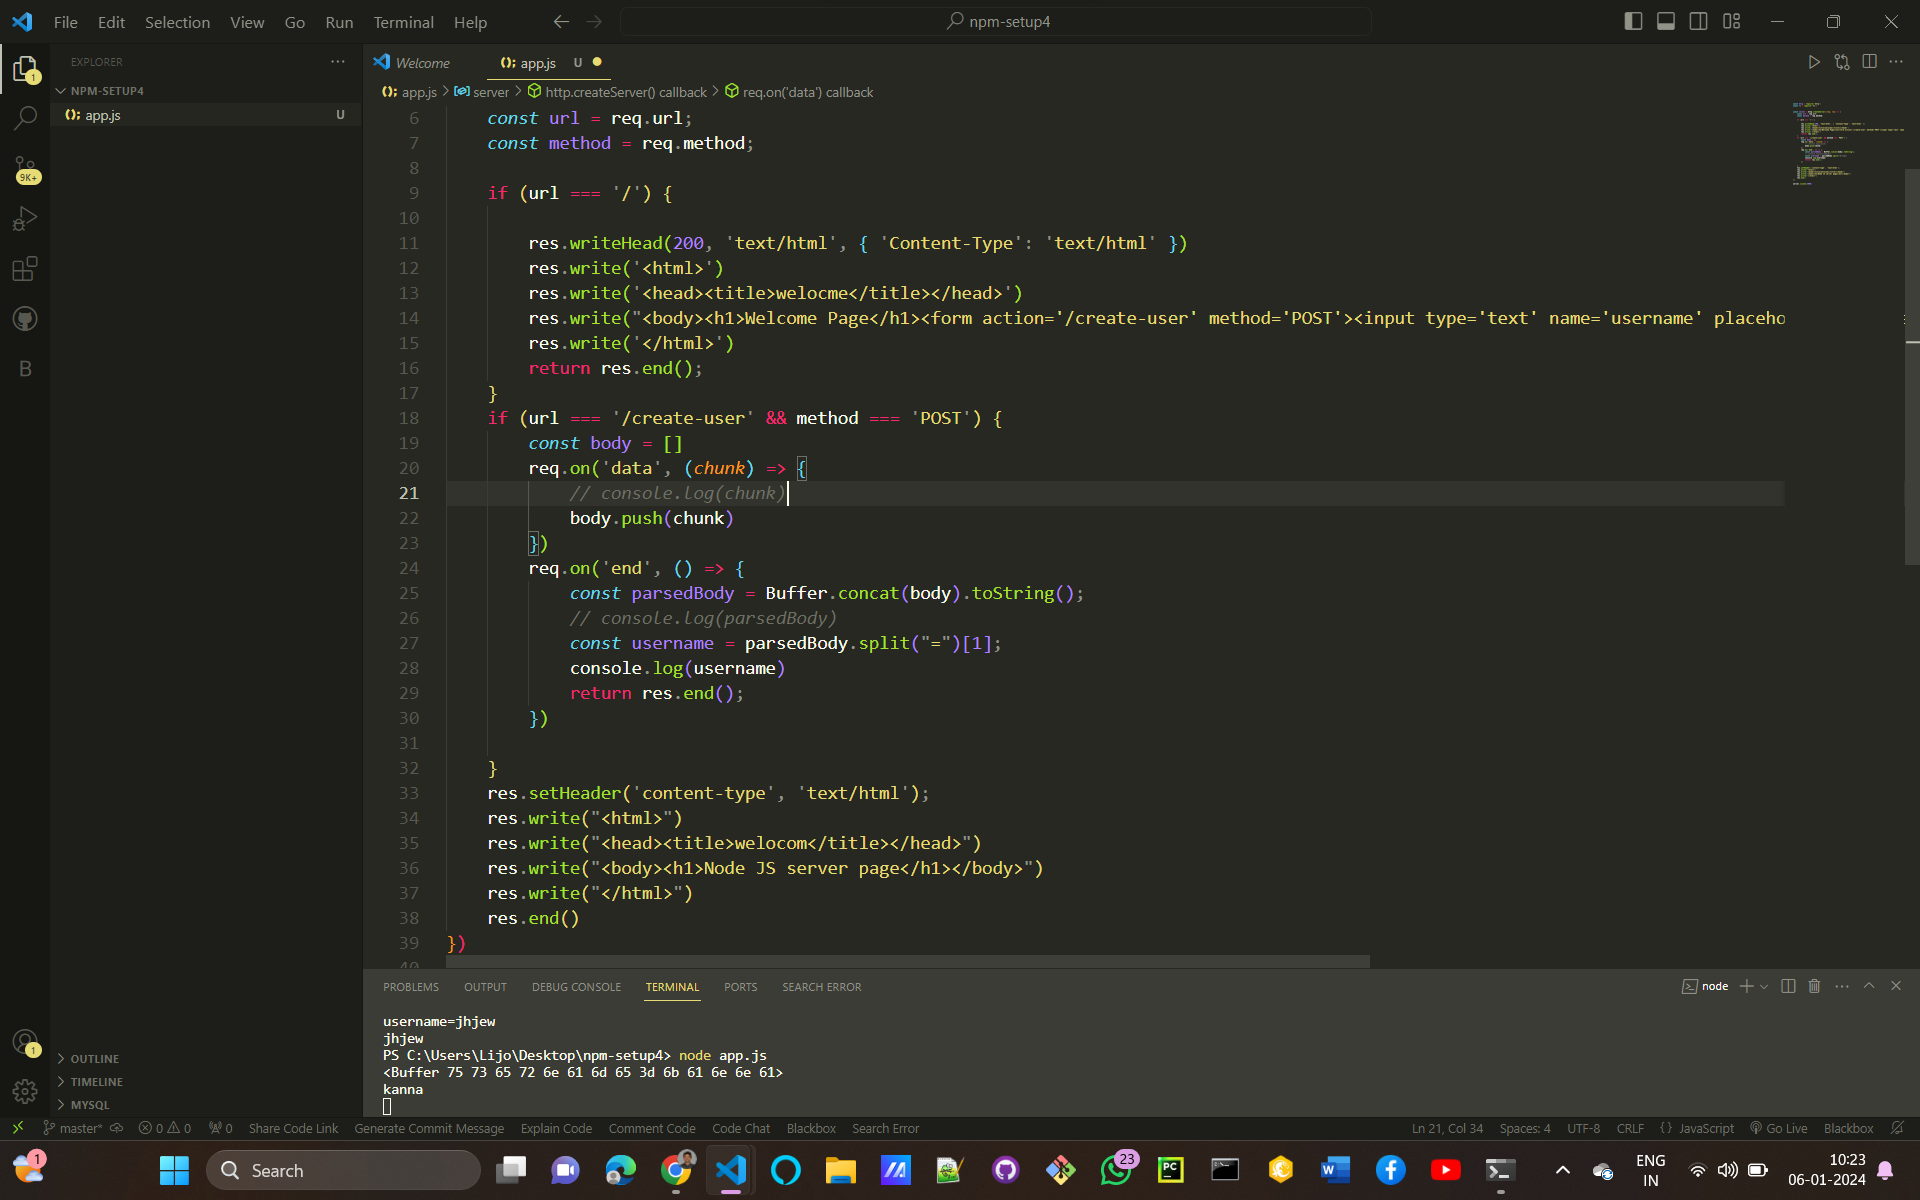 File Edit Selection View Go Run Terminal Help
npm-setup4
EXPLORER
NPM-SETUP4
app.js U
1
9K+
B
OUTLINE
TIMELINE
MYSQL
1
Welcome
app.js U
app.js > server > http.createServer() callback > req.on('data') callback
6 const url = req.url;
7 const method = req.method;
8
9 if (url === '/') {
10
11 res.writeHead(200, 'text/html', { 'Content-Type': 'text/html' })
12 res.write('<html>')
13 res.write('<head><title>welocme</title></head>')
14 res.write("<body><h1>Welcome Page</h1><form action='/create-user' method='POST'><input type='text' name='username' placeho
15 res.write('</html>')
16 return res.end();
17 }
18 if (url === '/create-user' && method === 'POST') {
19 const body = []
20 req.on('data', (chunk) => {
21 // console.log(chunk)
22 body.push(chunk)
23 })
24 req.on('end', () => {
25 const parsedBody = Buffer.concat(body).toString();
26 // console.log(parsedBody)
27 const username = parsedBody.split("=")[1];
28 console.log(username)
29 return res.end();
30 })
31
32 }
33 res.setHeader('content-type', 'text/html');
34 res.write("<html>")
35 res.write("<head><title>welocom</title></head>")
36 res.write("<body><h1>Node JS server page</h1></body>")
37 res.write("</html>")
38 res.end()
39 })
40
PROBLEMS OUTPUT DEBUG CONSOLE TERMINAL PORTS SEARCH ERROR
node
username=jhjew
jhjew
PS C:\Users\Lijo\Desktop\npm-setup4> node app.js
<Buffer 75 73 65 72 6e 61 6d 65 3d 6b 61 6e 6e 61>
kanna
master* 0 0 0 Share Code Link Generate Commit Message Explain Code Comment Code Code Chat Blackbox Search Error
Ln 21, Col 34 Spaces: 4 UTF-8 CRLF {} JavaScript Go Live Blackbox
1
Search
23
PC
W
ENG
IN
10:23
06-01-2024